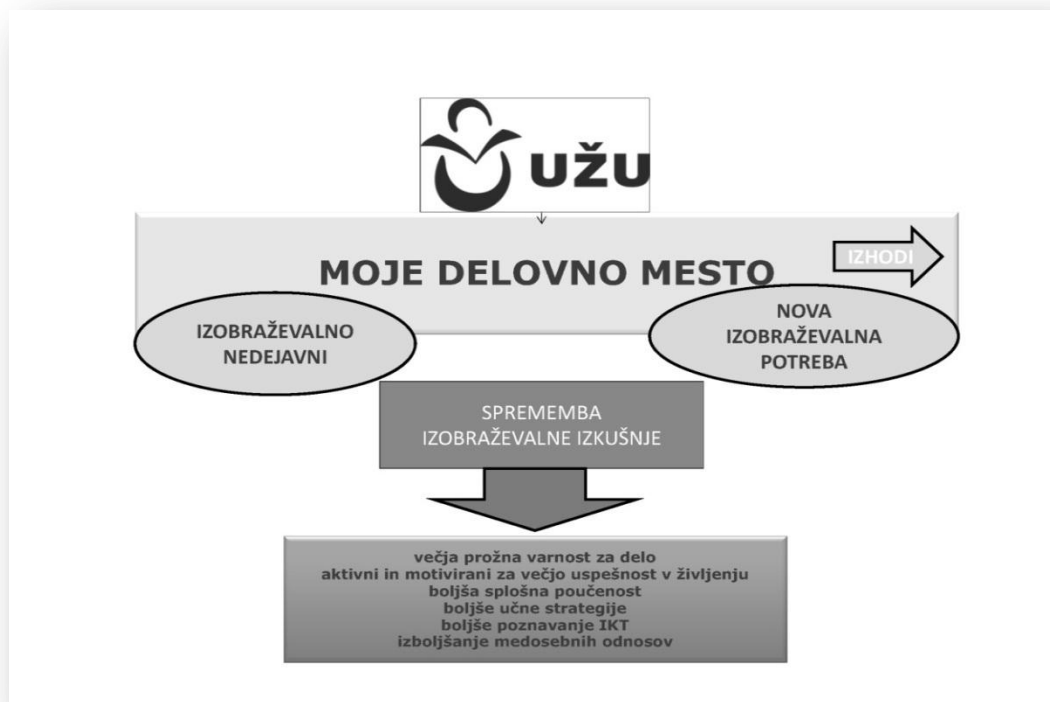 UŽU
MOJE DELOVNO MESTO
IZHODI
IZOBRAŽEVALNO
NEDEJAVNI
NOVA
IZOBRAŽEVALNA
POTREBA
SPREMEMBA
IZOBRAŽEVALNE IZKUŠNJE
večja prožna varnost za delo
aktivni in motivirani za večjo uspešnost v življenju
boljša splošna poučenost
boljše učne strategije
boljše poznavanje IKT
izboljšanje medosebnih odnosov